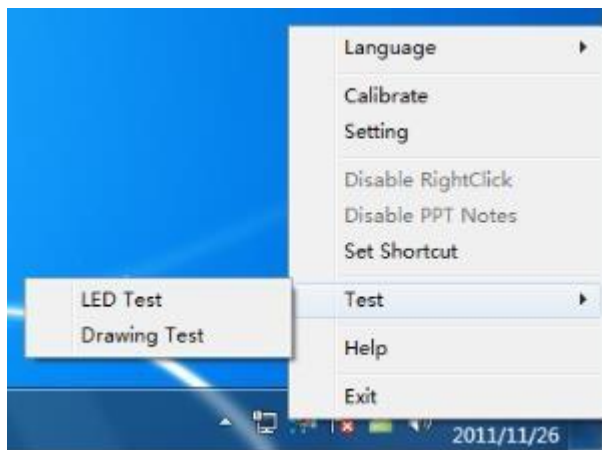 Language
Calibrate
Setting
Disable RightClick
Disable PPT Notes
Set Shortcut
Test
LED Test
Drawing Test
Help
Exit
2011/11/26